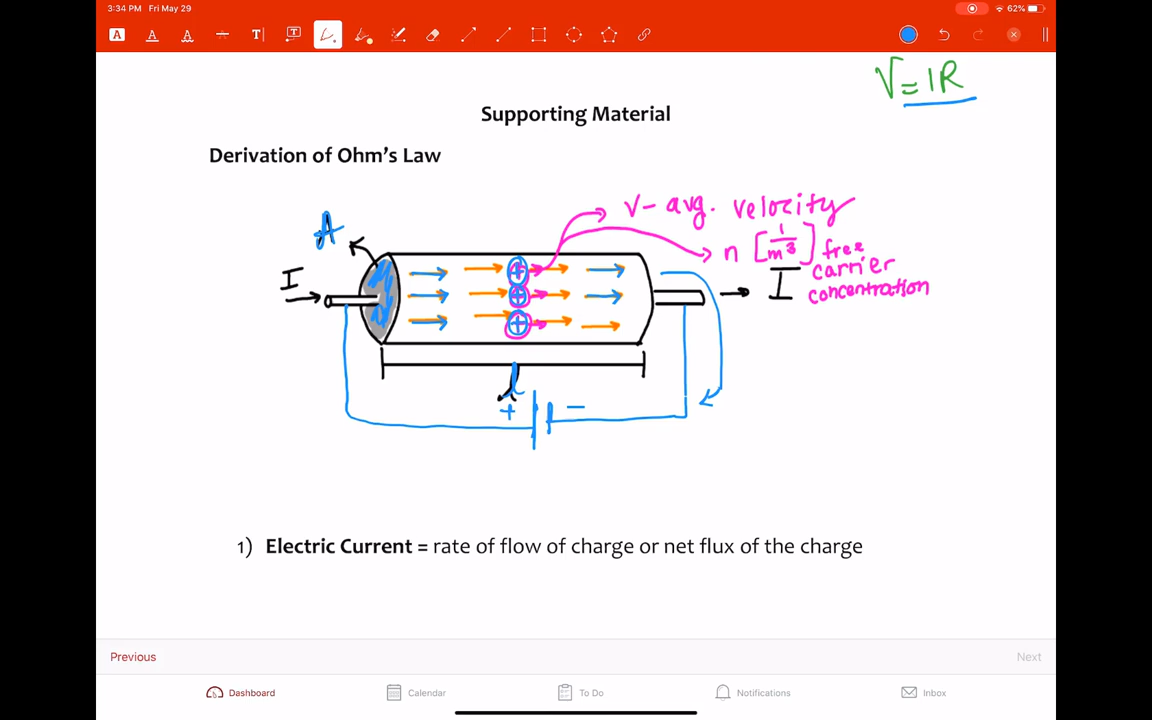 3:34 PM Fri May 29
62%
A A A T T| T
V = IR
Supporting Material
Derivation of Ohm's Law
A
V - avg. velocity
n [1/m³] free
carrier
concentration
I
I
+ + +
l
+ −
1) Electric Current = rate of flow of charge or net flux of the charge
Previous
Next
Dashboard
Calendar
To Do
Notifications
Inbox